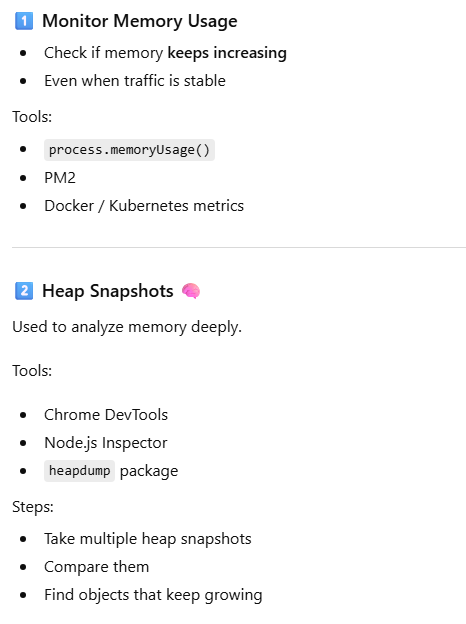 1️⃣ Monitor Memory Usage
• Check if memory keeps increasing
• Even when traffic is stable
Tools:
• process.memoryUsage()
• PM2
• Docker / Kubernetes metrics
2️⃣ Heap Snapshots 🧠
Used to analyze memory deeply.
Tools:
• Chrome DevTools
• Node.js Inspector
• heapdump package
Steps:
• Take multiple heap snapshots
• Compare them
• Find objects that keep growing